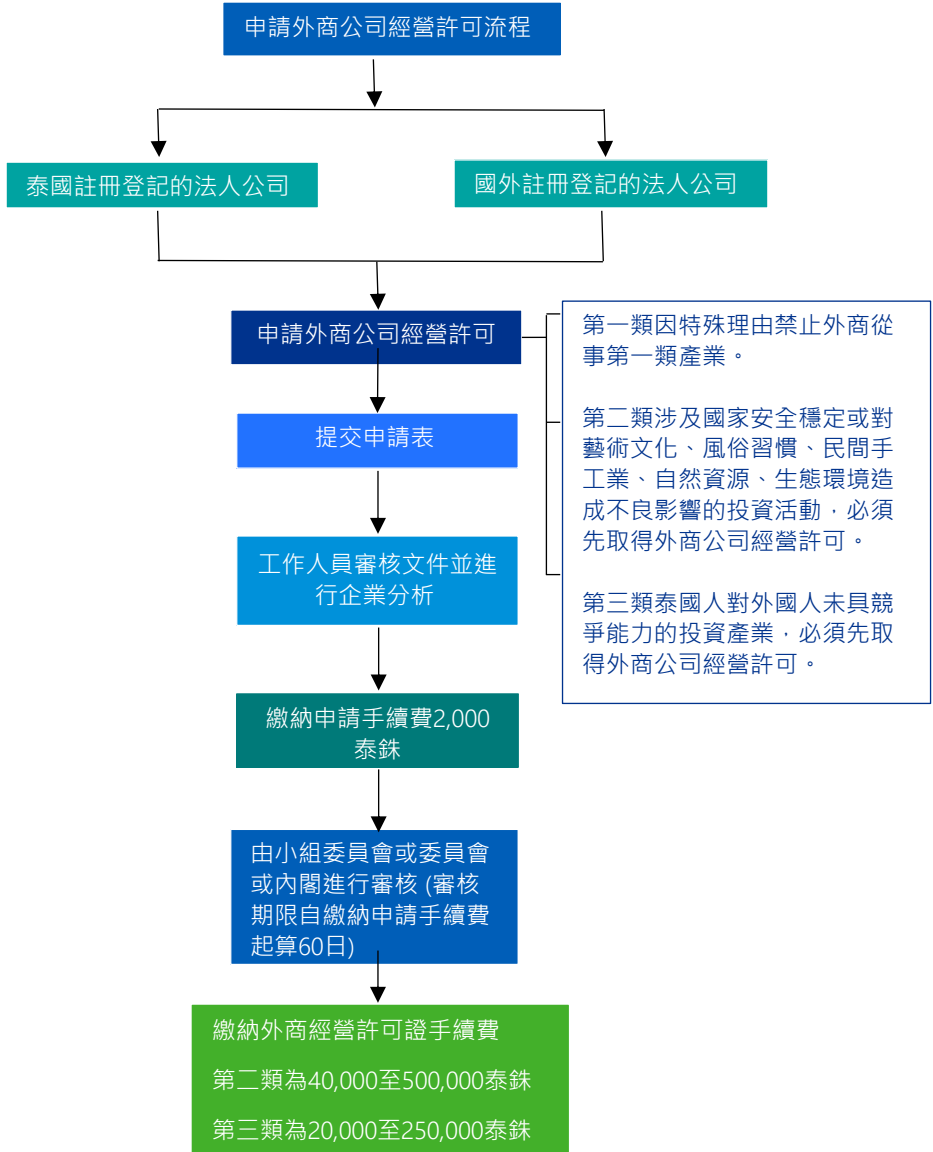 申請外商公司經營許可流程
泰國註冊登記的法人公司
國外註冊登記的法人公司
申請外商公司經營許可
第一類因特殊理由禁止外商從
事第一類產業。
第二類涉及國家安全穩定或對
藝術文化、風俗習慣、民間手
工業、自然資源、生態環境造
成不良影響的投資活動，必須
先取得外商公司經營許可。
第三類泰國人對外國人未具競
爭能力的投資產業，必須先取
得外商公司經營許可。
提交申請表
工作人員審核文件並進
行企業分析
繳納申請手續費2,000
泰銖
由小組委員會或委員會
或內閣進行審核 (審核
期限自繳納申請手續費
起算60日)
繳納外商經營許可證手續費
第二類為40,000至500,000泰銖
第三類為20,000至250,000泰銖